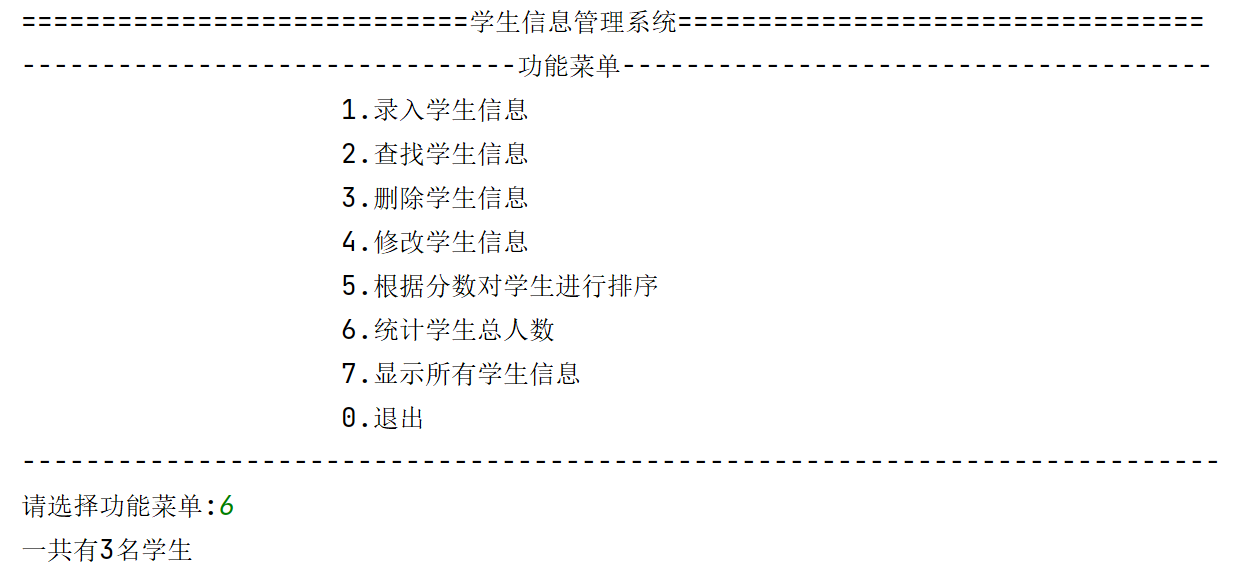 ============================学生信息管理系统=================================
-------------------------------功能菜单-------------------------------------
1.录入学生信息
2.查找学生信息
3.删除学生信息
4.修改学生信息
5.根据分数对学生进行排序
6.统计学生总人数
7.显示所有学生信息
0.退出
---------------------------------------------------------------------------
请选择功能菜单:6
一共有3名学生